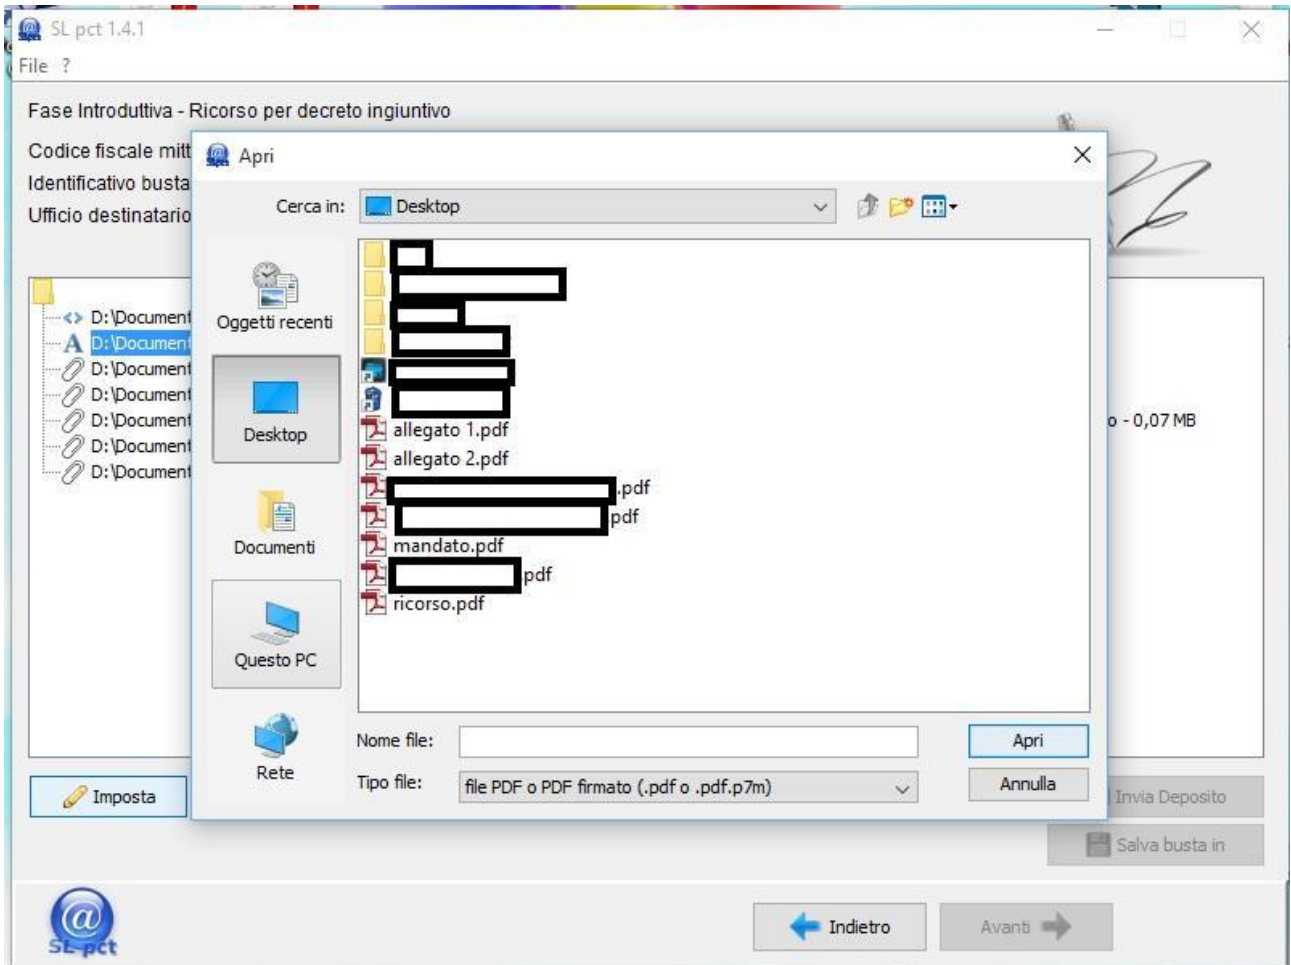 SL pct 1.4.1
File ?
Fase Introduttiva - Ricorso per decreto ingiuntivo
Codice fiscale mitt
Identificativo busta
Ufficio destinatario
Apri
Cerca in: Desktop
Oggetti recenti
Desktop
Documenti
Questo PC
Rete
allegato 1.pdf
allegato 2.pdf
.pdf
pdf
mandato.pdf
pdf
ricorso.pdf
Nome file: Apri
Tipo file: file PDF o PDF firmato (.pdf o .pdf.p7m) Annulla
D:\Document
D:\Document
D:\Document
D:\Document
D:\Document
D:\Document
D:\Document
o - 0,07 MB
Imposta
Invia Deposito
Salva busta in
SL-pct
Indietro Avanti